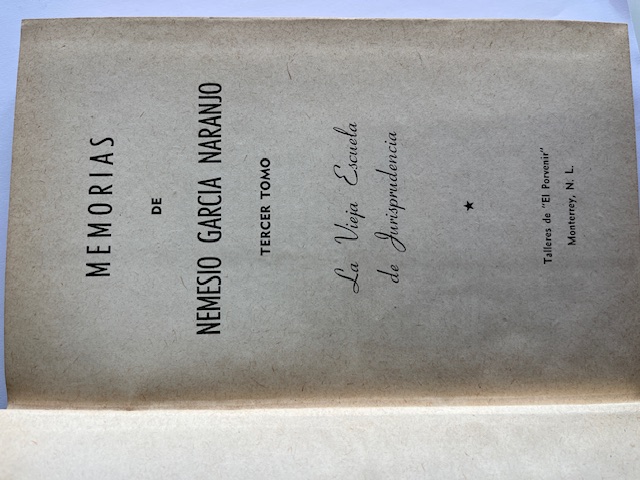 MEMORIAS
DE
NEMESIO GARCIA NARANJO
TERCER TOMO
La Vieja Escuela
de Jurisprudencia
Talleres de "El Porvenir"
Monterrey, N. L.